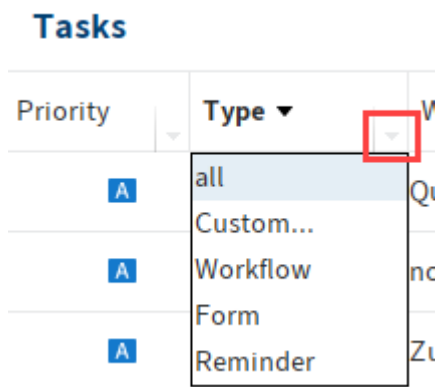 Tasks
Priority Type
all
A
Custom...
Workflow
A
Form
A
Reminder